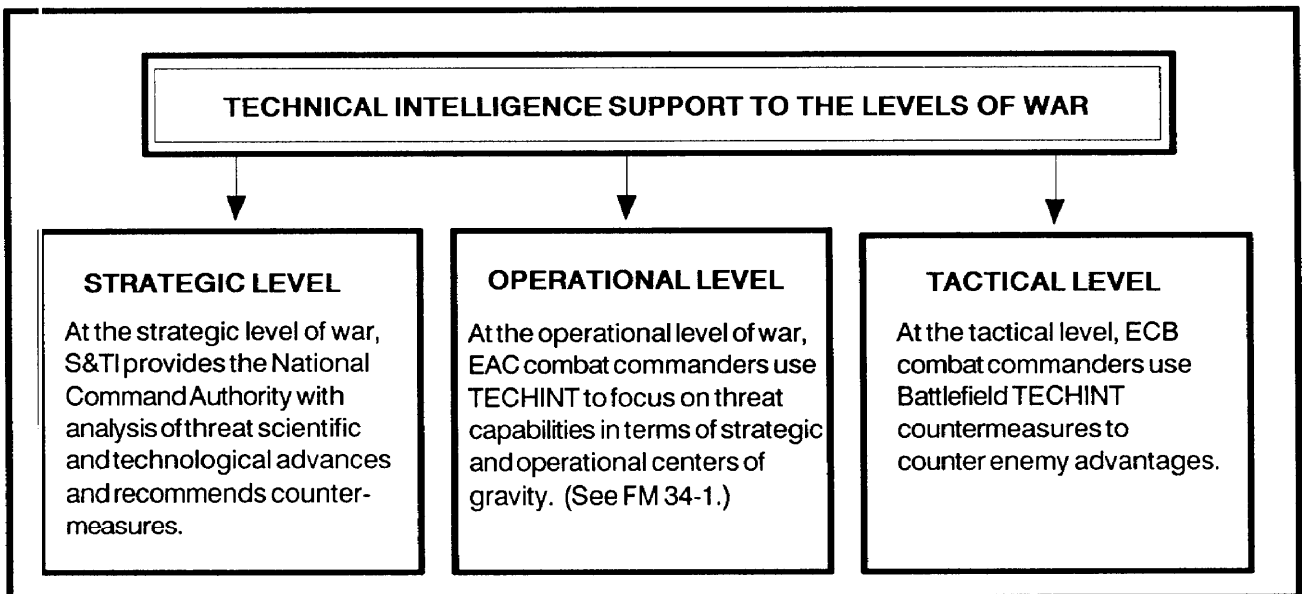 TECHNICAL INTELLIGENCE SUPPORT TO THE LEVELS OF WAR
STRATEGIC LEVEL
At the strategic level of war,
S&TI provides the National
Command Authority with
analysis of threat scientific
and technological advances
and recommends counter-
measures.
OPERATIONAL LEVEL
At the operational level of war,
EAC combat commanders use
TECHINT to focus on threat
capabilities in terms of strategic
and operational centers of
gravity. (See FM 34-1.)
TACTICAL LEVEL
At the tactical level, ECB
combat commanders use
Battlefield TECHINT
countermeasures to
counter enemy advantages.